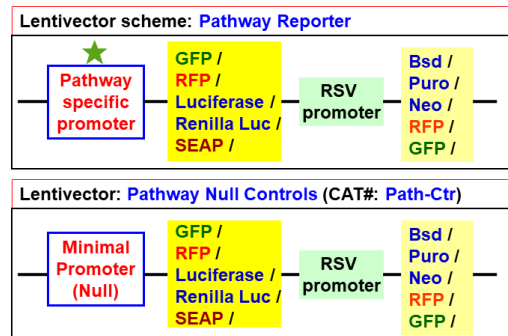 Lentivector scheme: Pathway Reporter
Pathway
specific
promoter
GFP /
RFP /
Luciferase /
Renilla Luc /
SEAP /
RSV
promoter
Bsd /
Puro /
Neo /
RFP /
GFP /
Lentivector: Pathway Null Controls (CAT#: Path-Ctr)
Minimal
Promoter
(Null)
GFP /
RFP /
Luciferase /
Renilla Luc /
SEAP /
RSV
promoter
Bsd /
Puro /
Neo /
RFP /
GFP /